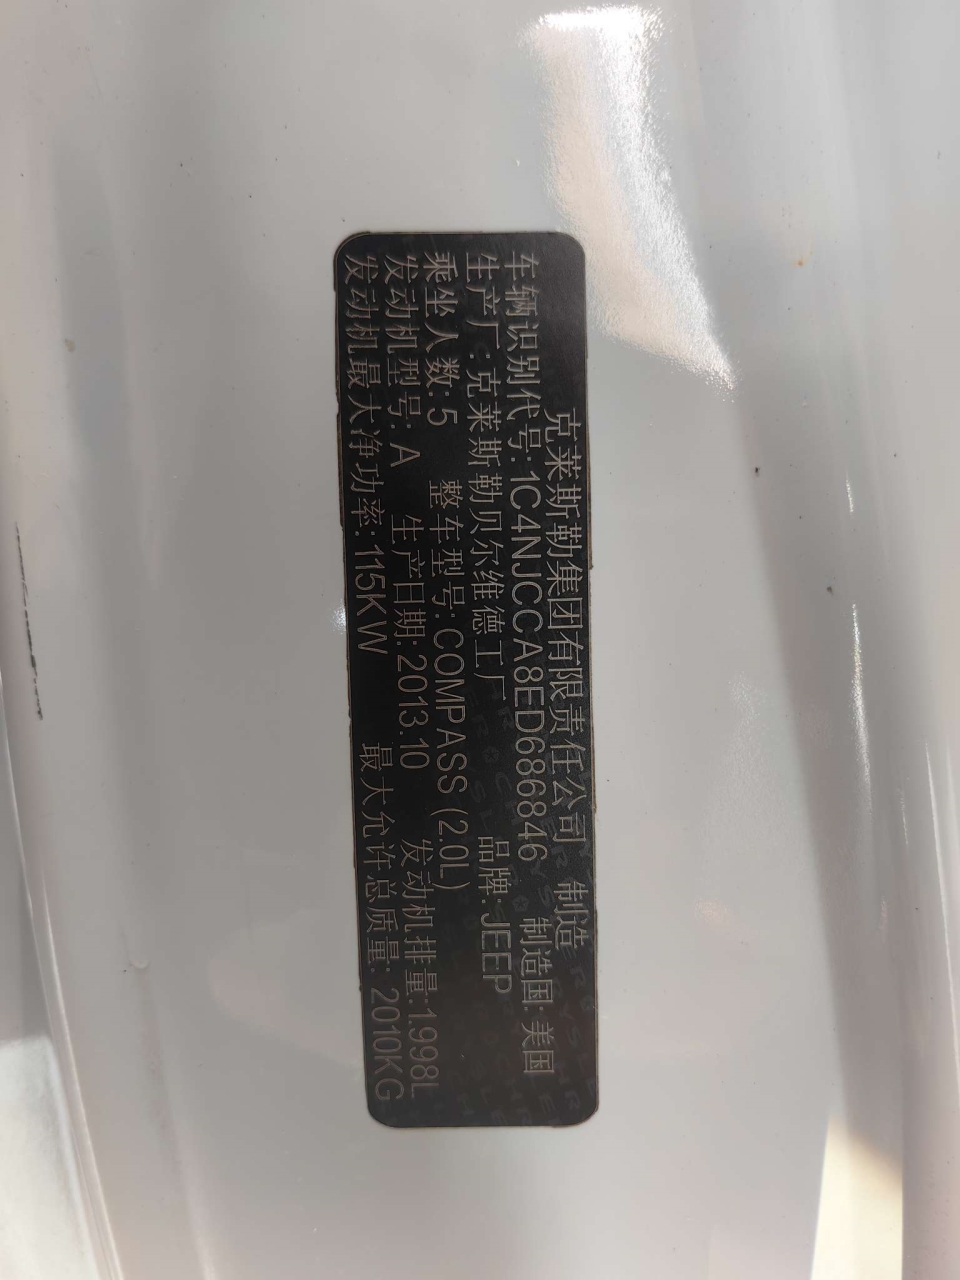 克莱斯勒集团有限责任公司 制造
车辆识别代号:1C4NJCCA8ED686846 制造国:美国
生产厂:克莱斯勒贝尔维德工厂 品牌:JEEP
乘坐人数:5 整车型号:COMPASS (2.0L)
发动机型号:A 生产日期:2013.10 发动机排量:1.998L
发动机最大净功率:115KW 最大允许总质量:2010KG